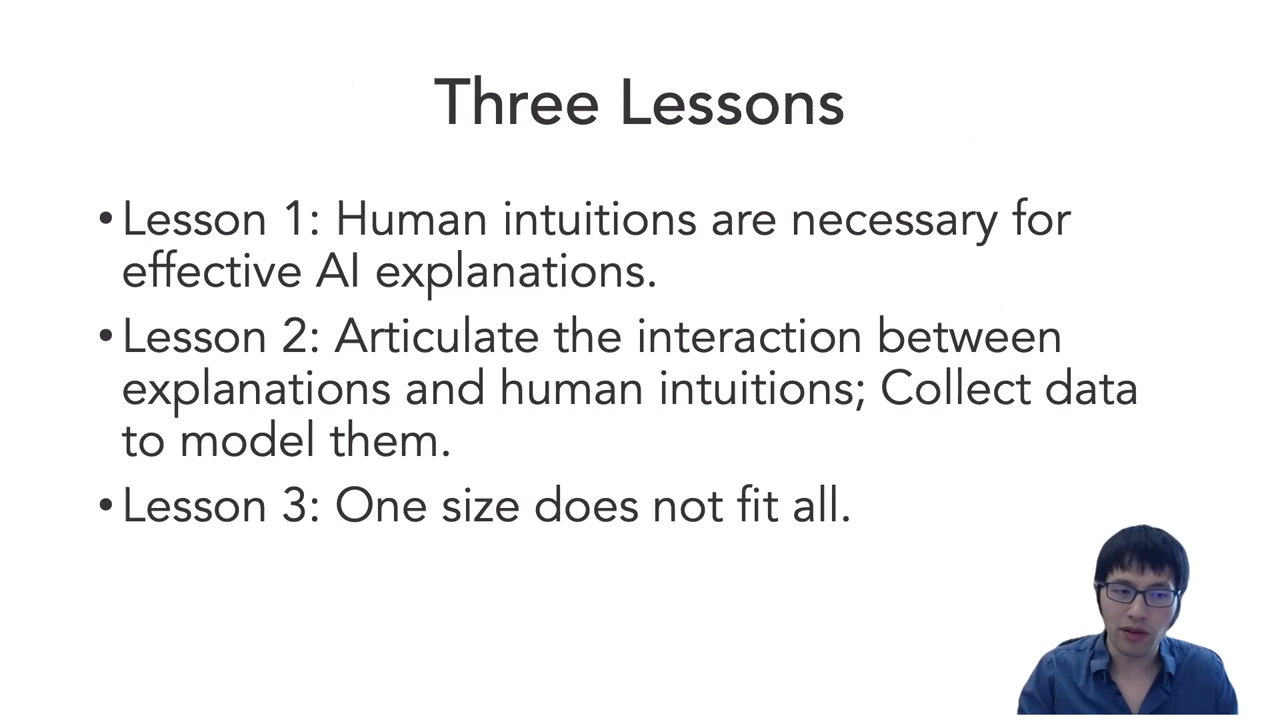 Three Lessons
•Lesson 1: Human intuitions are necessary for
effective AI explanations.
•Lesson 2: Articulate the interaction between
explanations and human intuitions; Collect data
to model them.
•Lesson 3: One size does not fit all.